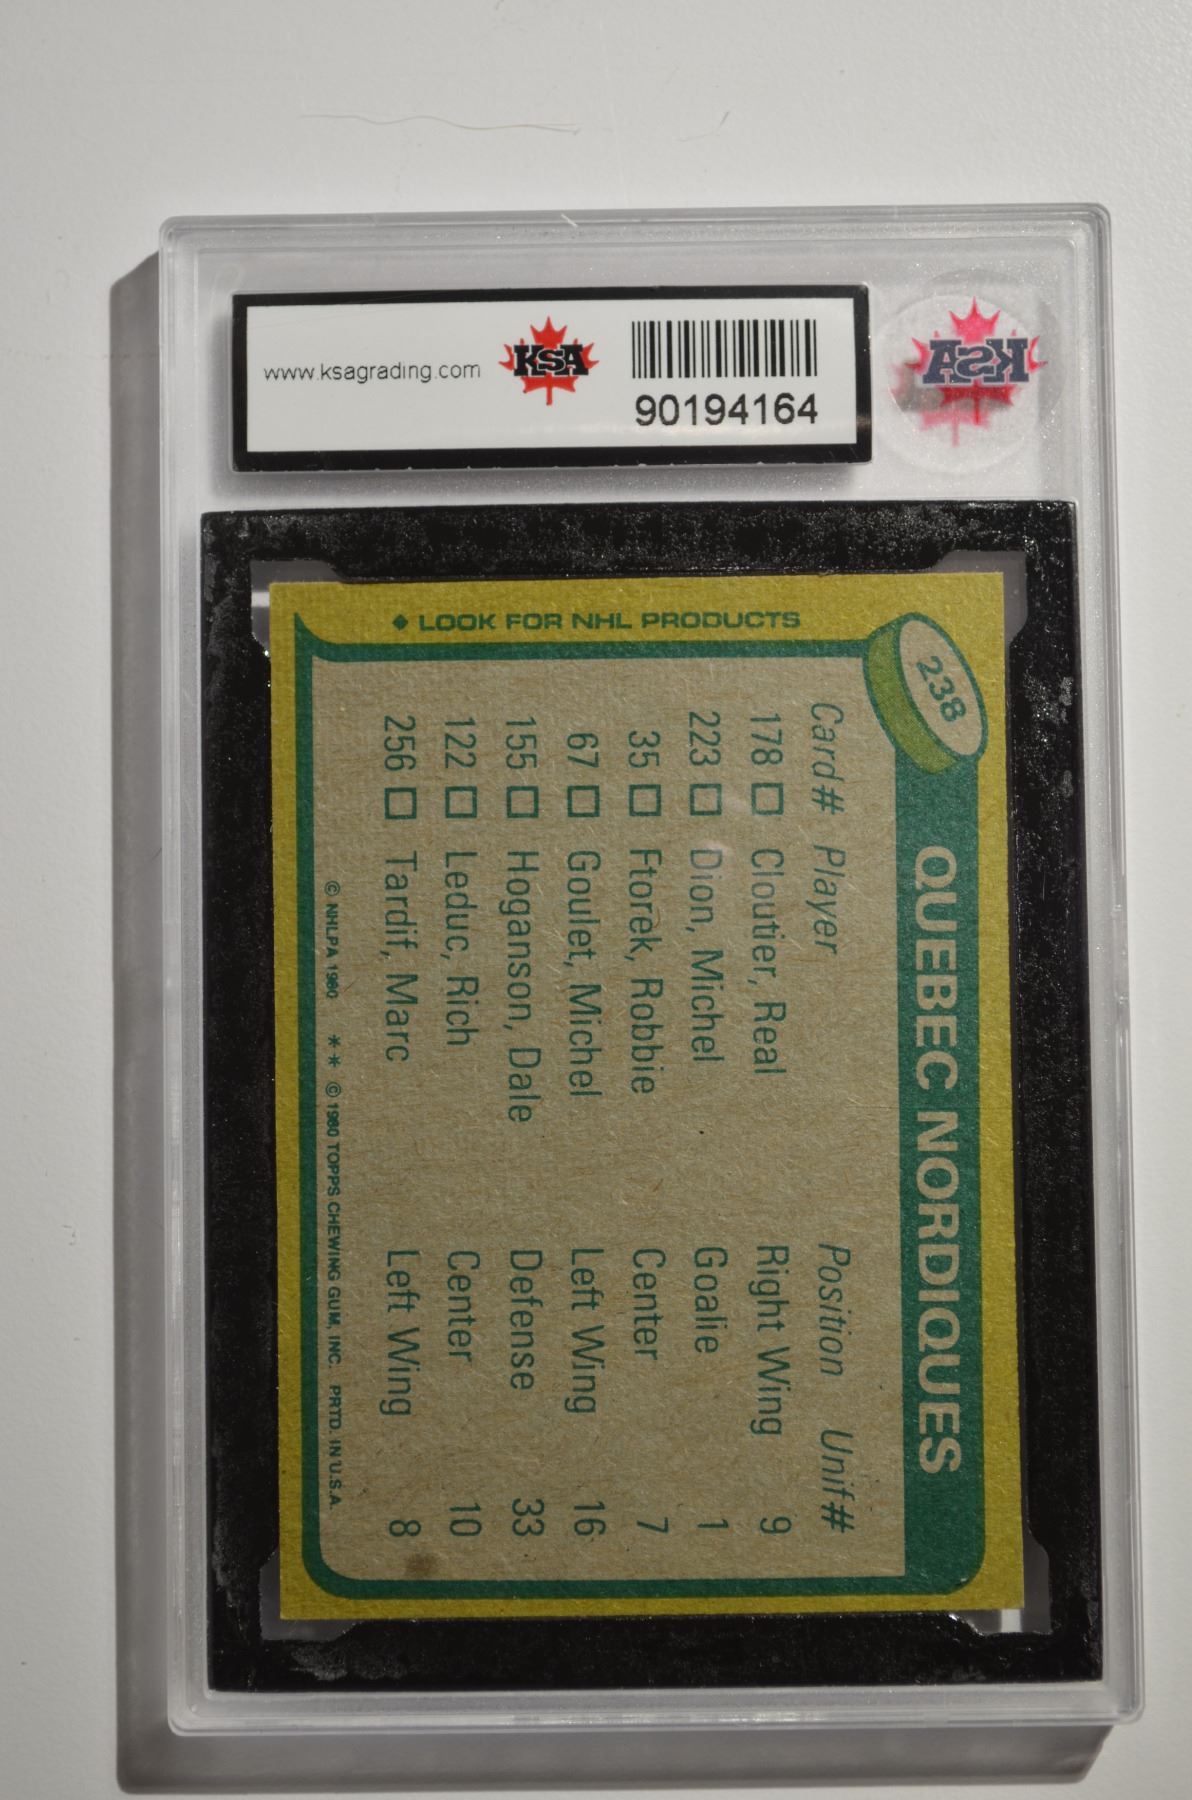 www.ksagrading.com
KSA
90194164
KSA
238
QUEBEC NORDIQUES
Card# Player Position Unif#
178 Cloutier, Real Right Wing 9
223 Dion, Michel Goalie 1
35 Ftorek, Robbie Center 7
67 Goulet, Michel Left Wing 16
155 Hoganson, Dale Defense 33
122 Leduc, Rich Center 10
256 Tardif, Marc Left Wing 8
© NHLPA 1980 ** © 1980 TOPPS CHEWING GUM, INC. PRTD. IN U.S.A.
◆ LOOK FOR NHL PRODUCTS